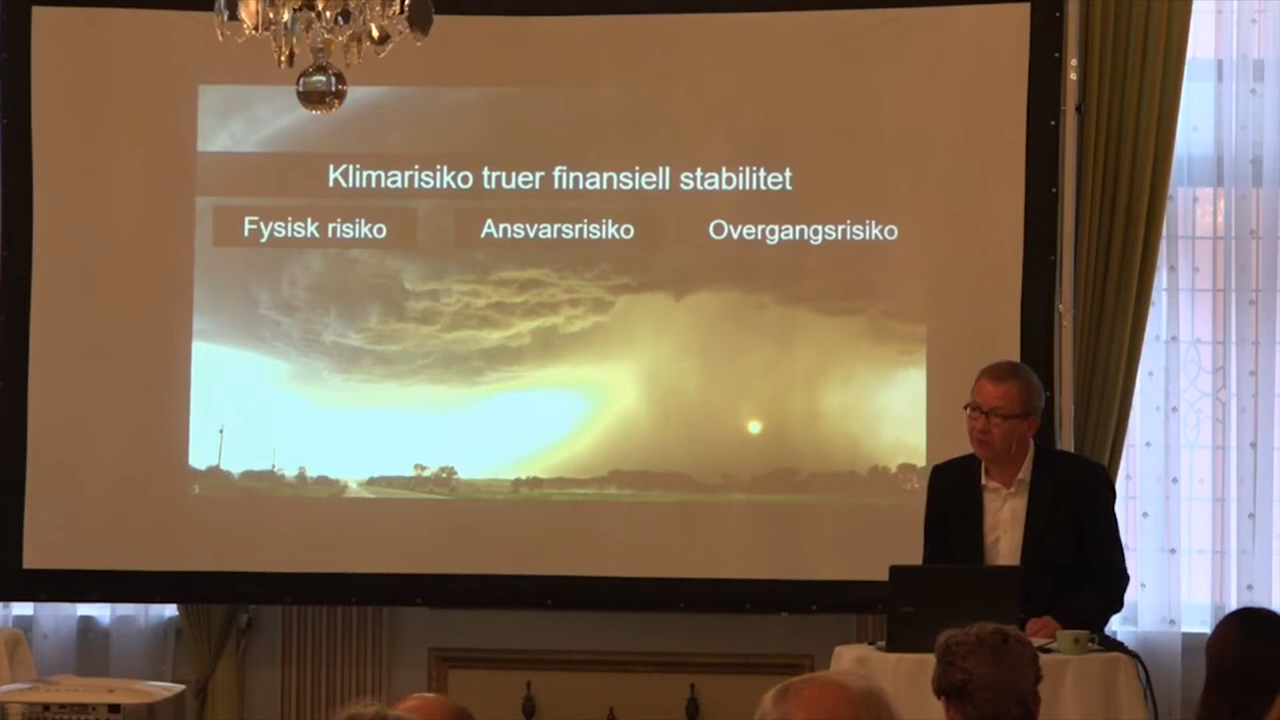 Klimarisiko truer finansiell stabilitet
Fysisk risiko
Ansvarsrisiko
Overgangsrisiko